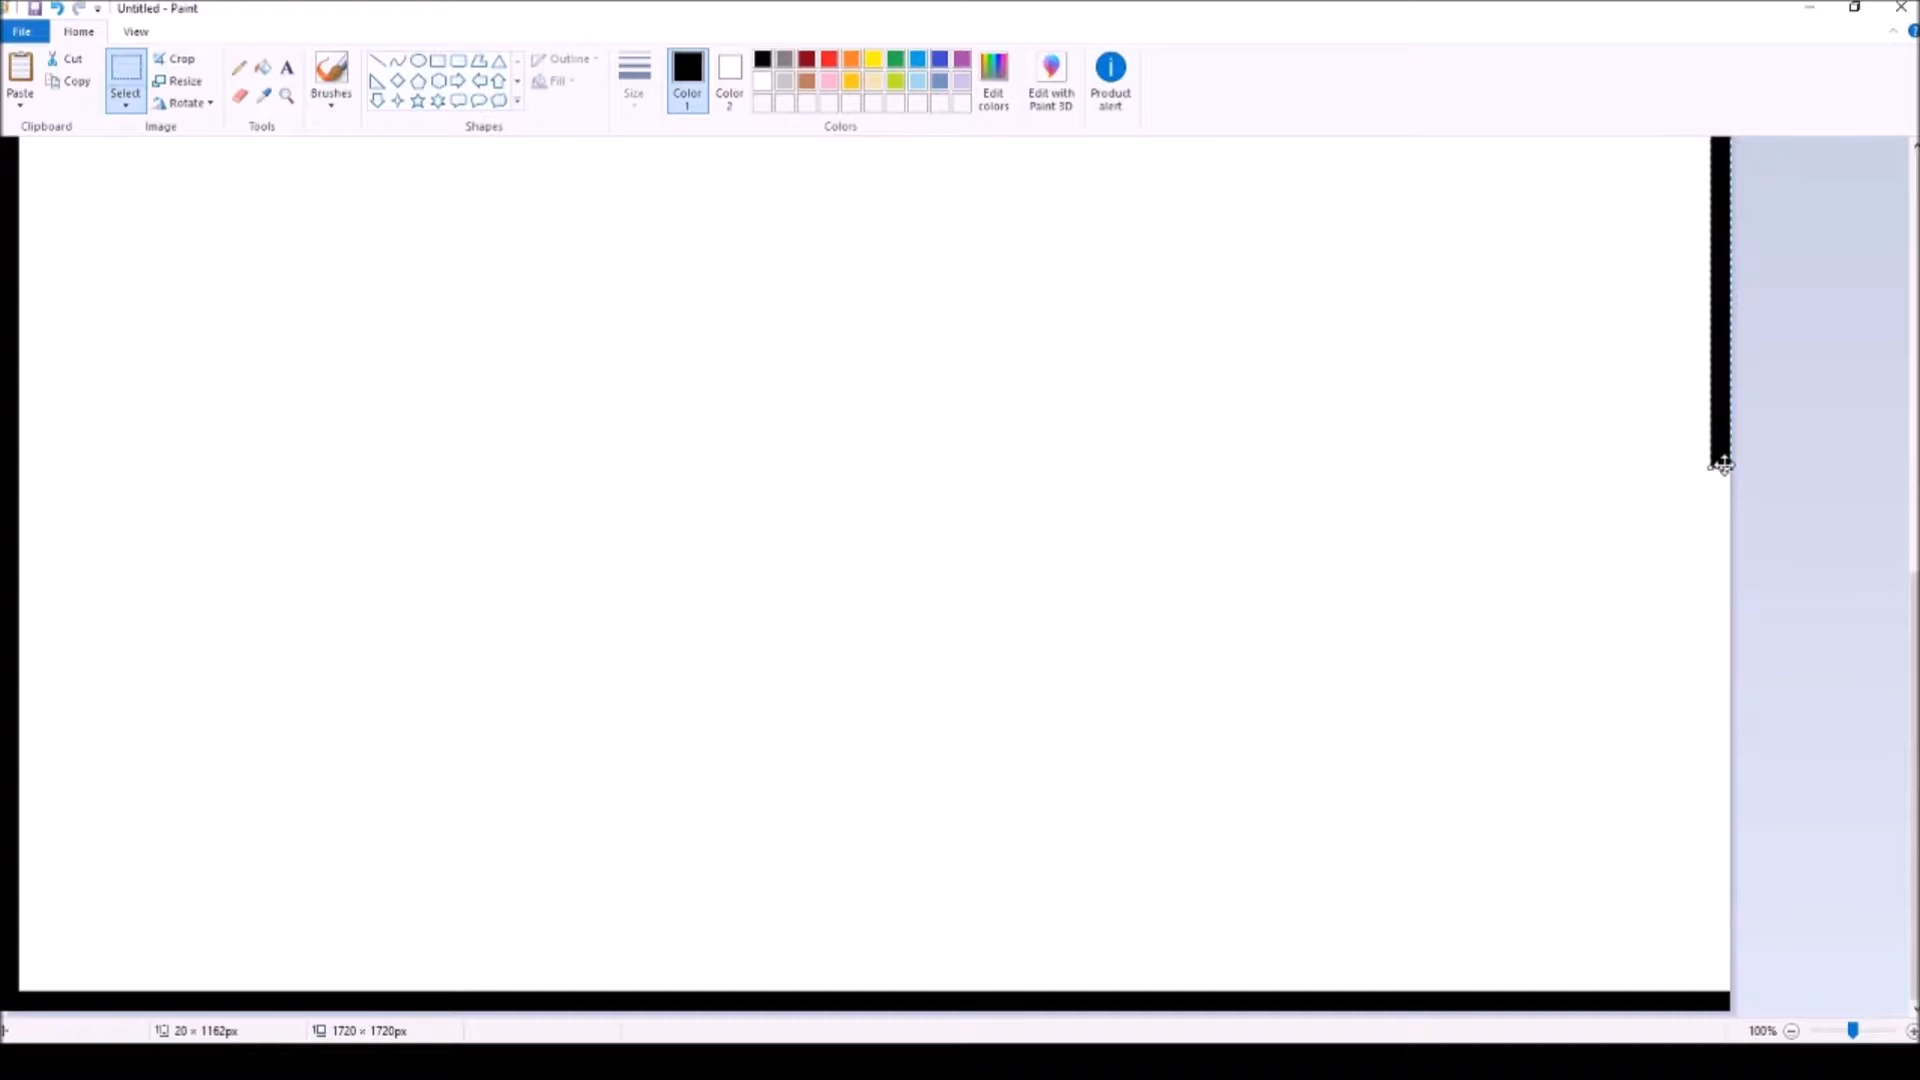 Untitled - Paint
File Home View
Paste
Cut
Copy
Clipboard
Select
Crop
Resize
Rotate
Image
A
Tools
Brushes
Shapes
Outline
Fill
Size
Color 1
Color 2
Colors
Edit colors
Edit with Paint 3D
Product alert
20 × 1162px
1720 × 1720px
100%